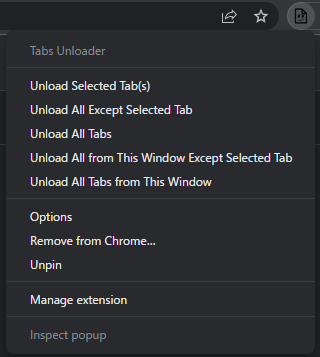 Tabs Unloader
Unload Selected Tab(s)
Unload All Except Selected Tab
Unload All Tabs
Unload All from This Window Except Selected Tab
Unload All Tabs from This Window
Options
Remove from Chrome...
Unpin
Manage extension
Inspect popup